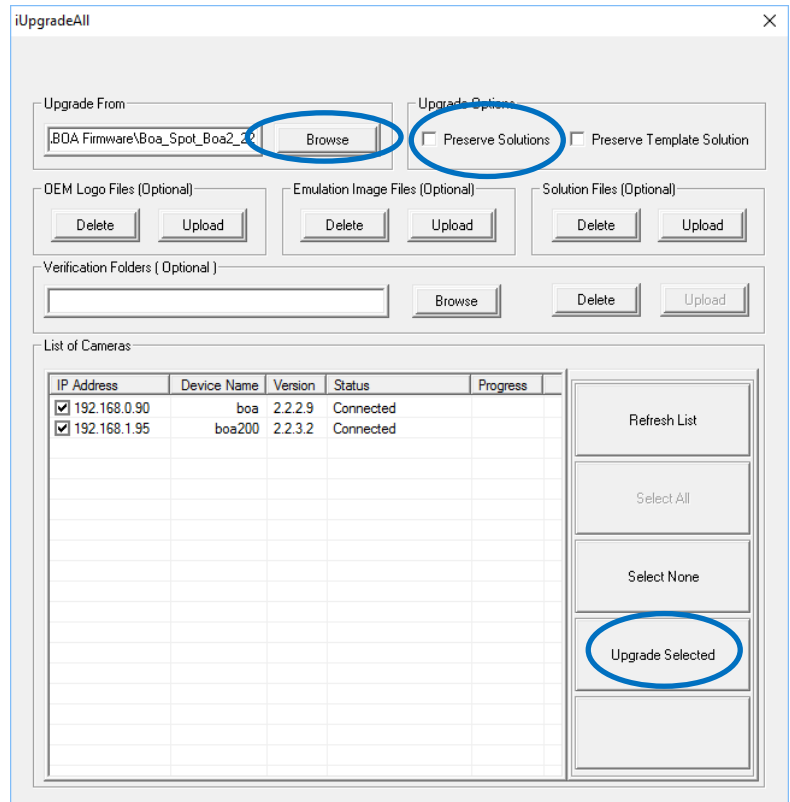 iUpgradeAll
Upgrade From
.BOA Firmware\Boa_Spot_Boa2_22
Browse
Upgrade Options
Preserve Solutions
Preserve Template Solution
OEM Logo Files (Optional)
Delete Upload
Emulation Image Files (Optional)
Delete Upload
Solution Files (Optional)
Delete Upload
Verification Folders ( Optional )
Browse Delete Upload
List of Cameras
IP Address Device Name Version Status Progress
192.168.0.90 boa 2.2.2.9 Connected
192.168.1.95 boa200 2.2.3.2 Connected
Refresh List
Select All
Select None
Upgrade Selected